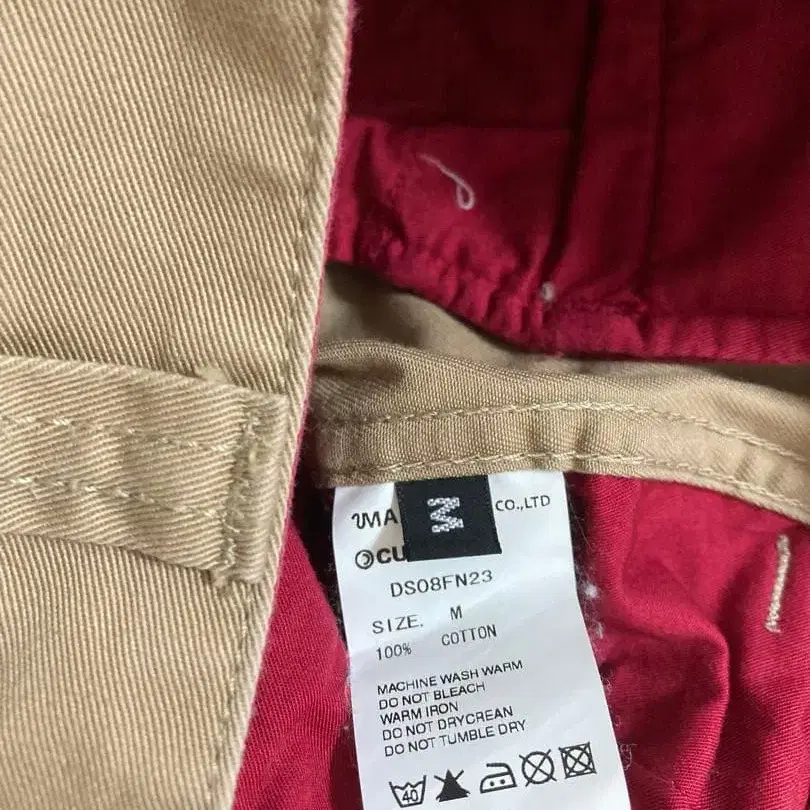 CO.,LTD
M
DS08FN23
SIZE. M
100% COTTON
MACHINE WASH WARM
DO NOT BLEACH
WARM IRON
DO NOT DRYCREAN
DO NOT TUMBLE DRY
40